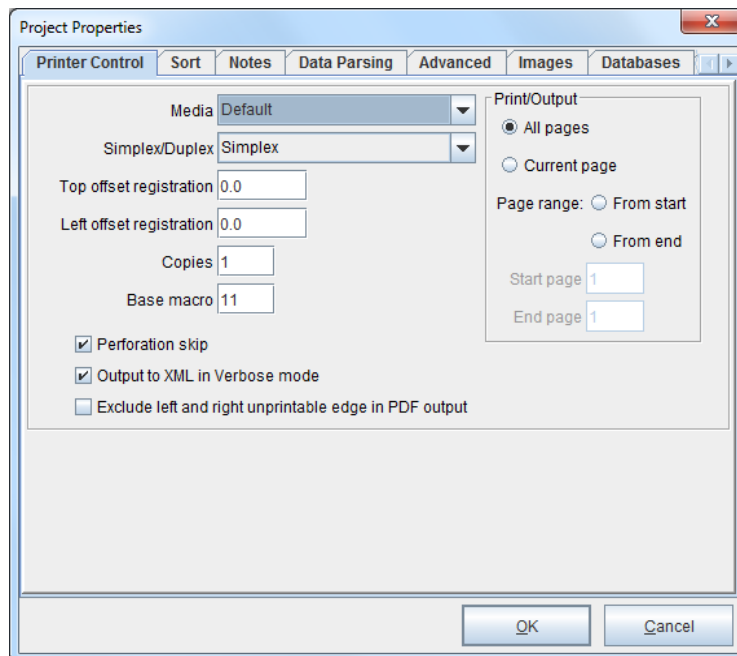 Project Properties
Printer Control Sort Notes Data Parsing Advanced Images Databases
Media Default
Simplex/Duplex Simplex
Top offset registration 0.0
Left offset registration 0.0
Copies 1
Base macro 11
Perforation skip
Output to XML in Verbose mode
Exclude left and right unprintable edge in PDF output
Print/Output
All pages
Current page
Page range: From start
From end
Start page 1
End page 1
OK Cancel